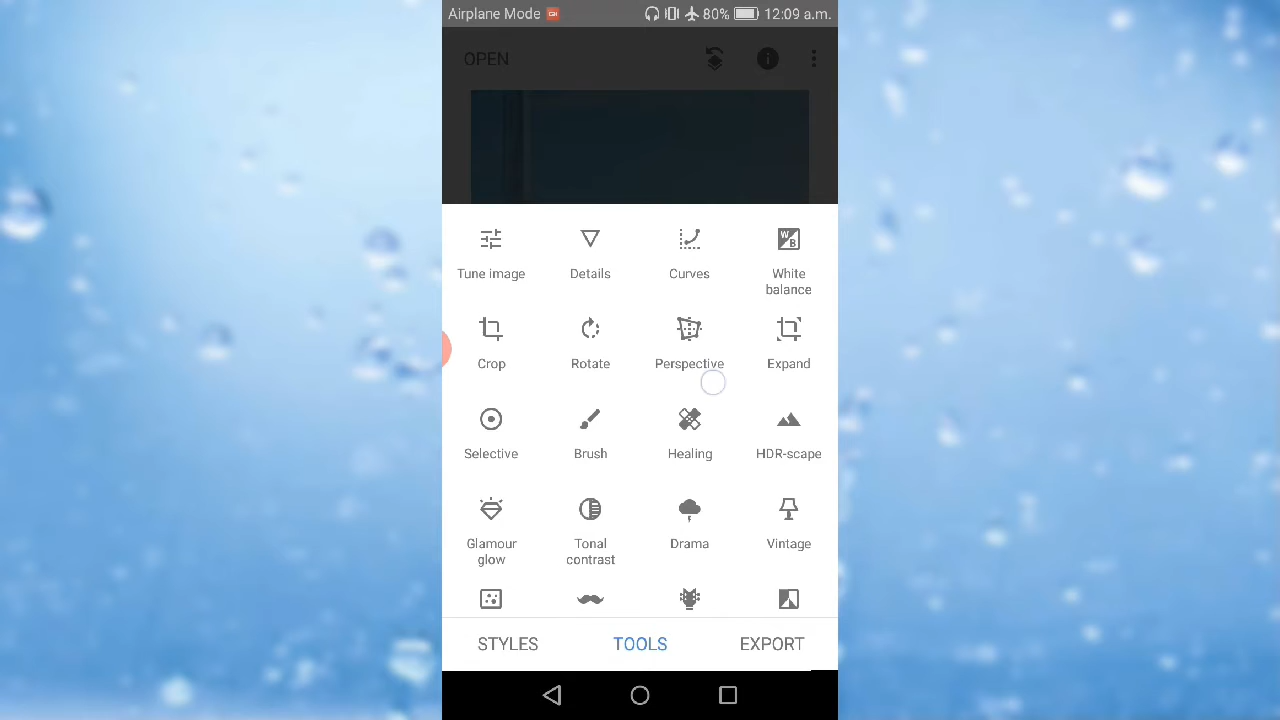 Airplane Mode 80% 12:09 a.m.
OPEN
Tune image Details Curves White
balance
Crop Rotate Perspective Expand
Selective Brush Healing HDR-scape
Glamour Tonal Drama Vintage
glow contrast
STYLES TOOLS EXPORT